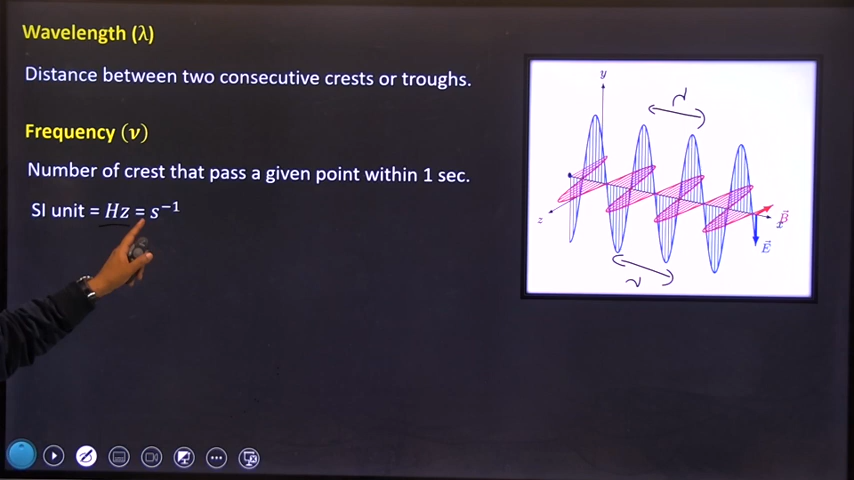 Wavelength (λ)
Distance between two consecutive crests or troughs.
Frequency (ν)
Number of crest that pass a given point within 1 sec.
SI unit = Hz = s⁻¹
y
z
x
B⃗
E⃗